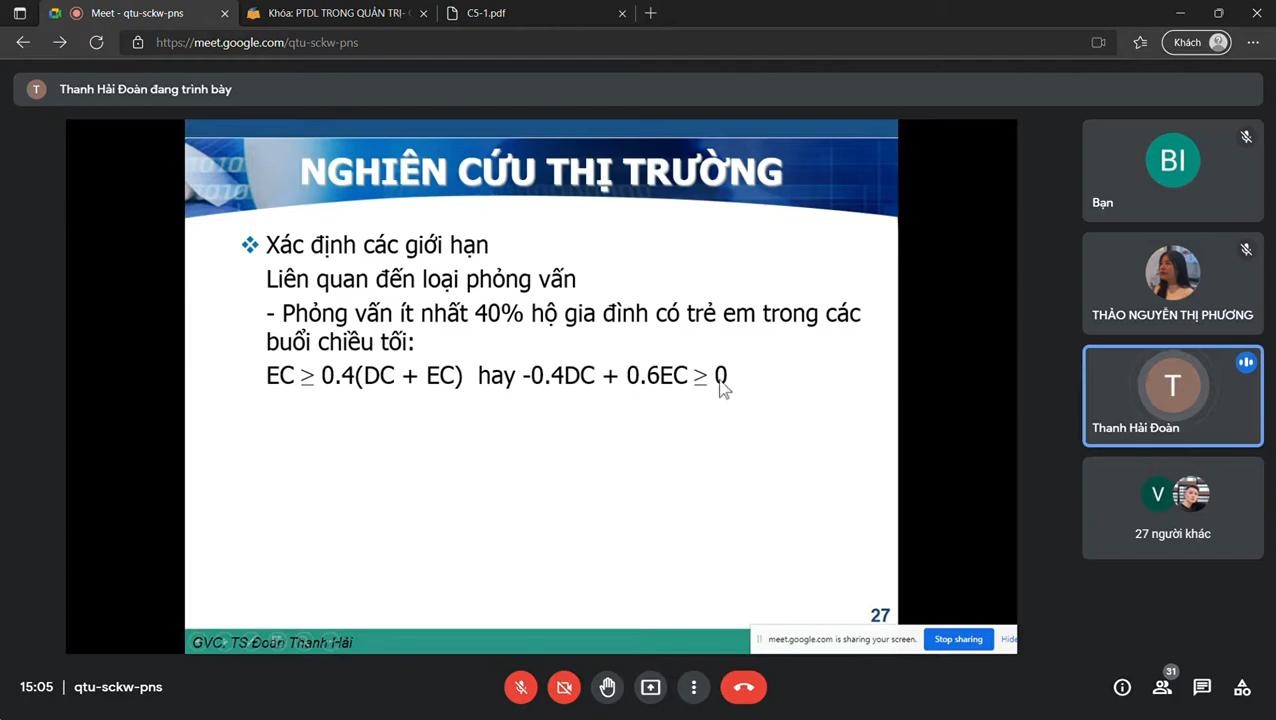 Meet - qtu-sckw-pns
Khóa: PTDL TRONG QUẢN TRỊ- 
C5-1.pdf
https://meet.google.com/qtu-sckw-pns
Khách
T
Thanh Hải Đoàn đang trình bày
NGHIÊN CỨU THỊ TRƯỜNG
Xác định các giới hạn
Liên quan đến loại phỏng vấn
- Phỏng vấn ít nhất 40% hộ gia đình có trẻ em trong các
buổi chiều tối:
EC ≥ 0.4(DC + EC) hay -0.4DC + 0.6EC ≥ 0
27
GVC. TS Đoàn Thanh Hải
meet.google.com is sharing your screen.
Stop sharing
Hide
BI
Bạn
THẢO NGUYỄN THỊ PHƯƠNG
T
Thanh Hải Đoàn
V
27 người khác
15:05 | qtu-sckw-pns
31